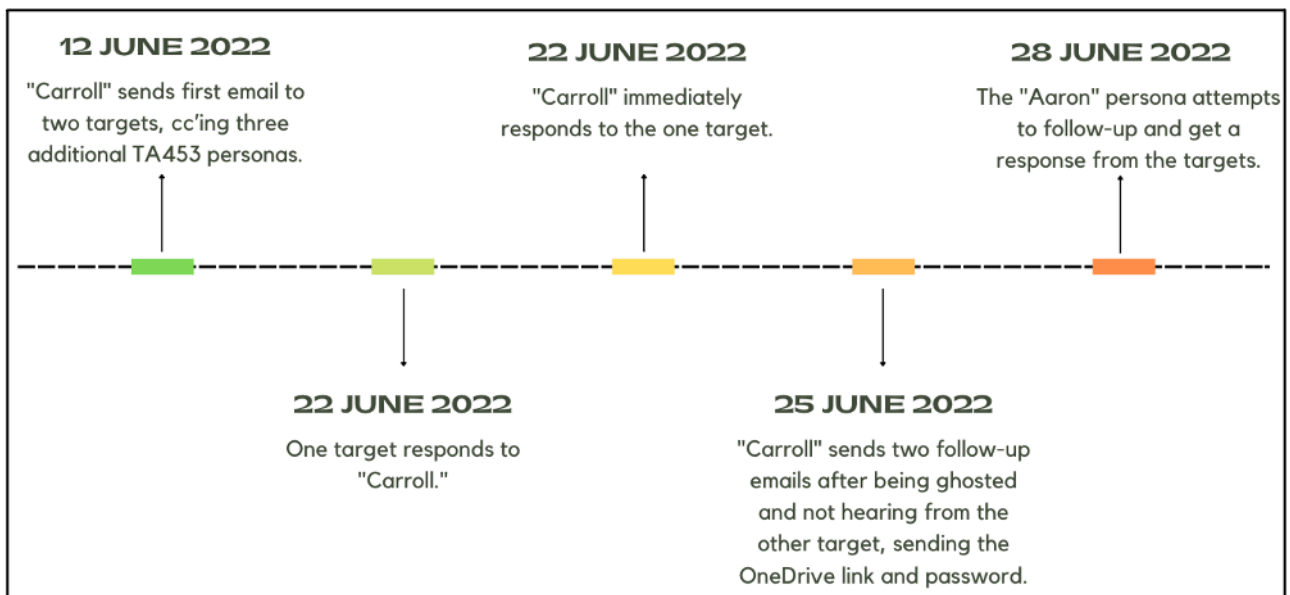 12 JUNE 2022
"Carroll" sends first email to
two targets, cc'ing three
additional TA453 personas.
22 JUNE 2022
One target responds to
"Carroll."
22 JUNE 2022
"Carroll" immediately
responds to the one target.
25 JUNE 2022
"Carroll" sends two follow-up
emails after being ghosted
and not hearing from the
other target, sending the
OneDrive link and password.
28 JUNE 2022
The "Aaron" persona attempts
to follow-up and get a
response from the targets.